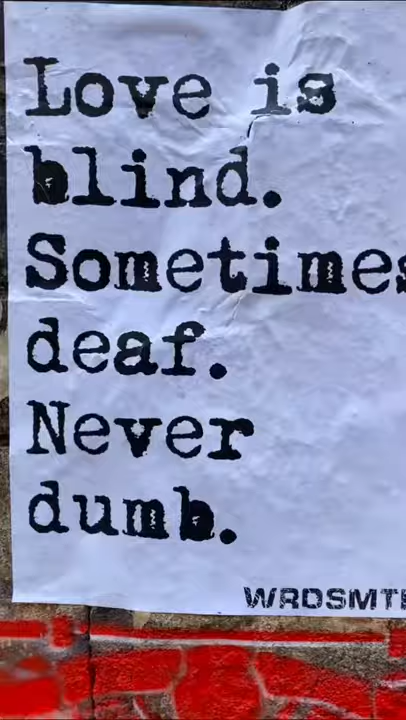 Love is
blind.
Sometimes
deaf.
Never
dumb.
WRDSMTH